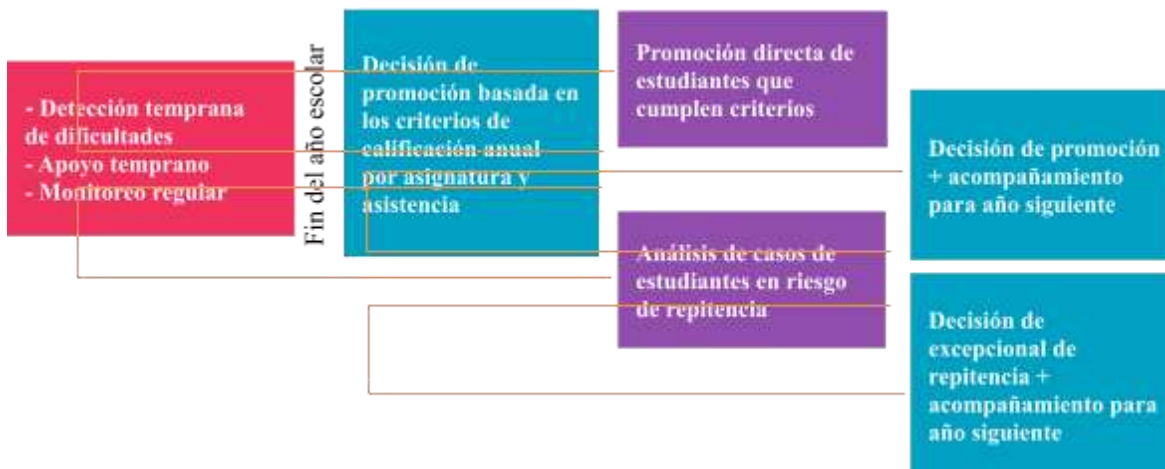 - Detección temprana
de dificultades
- Apoyo temprano
- Monitoreo regular
Fin del año escolar
Decisión de
promoción basada en
los criterios de
calificación anual
por asignatura y
asistencia
Promoción directa de
estudiantes que
cumplen criterios
Análisis de casos de
estudiantes en riesgo
de repitencia
Decisión de promoción
+ acompañamiento
para año siguiente
Decisión de
excepcional de
repitencia +
acompañamiento para
año siguiente